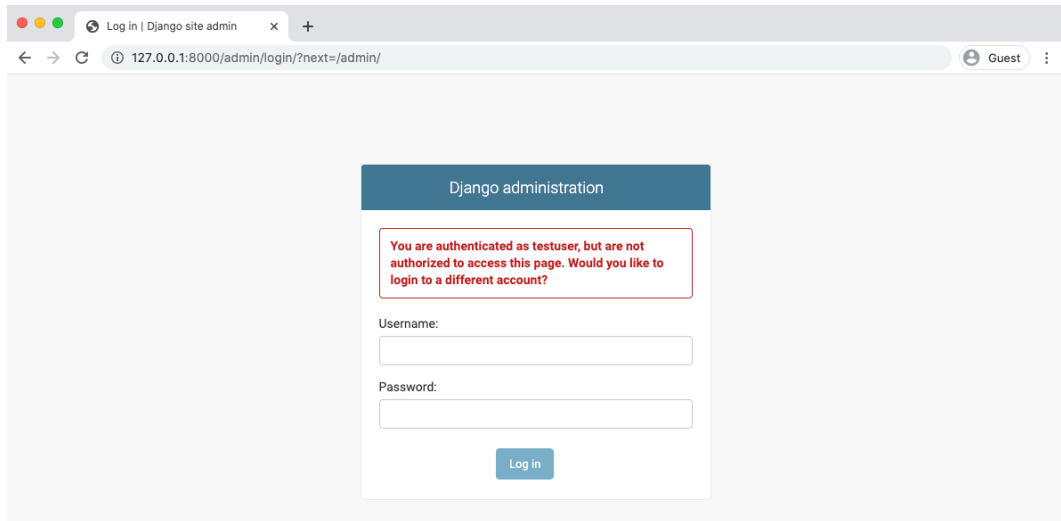 Log in | Django site admin
127.0.0.1:8000/admin/login/?next=/admin/
Guest
Django administration
You are authenticated as testuser, but are not
authorized to access this page. Would you like to
login to a different account?
Username:
Password:
Log in